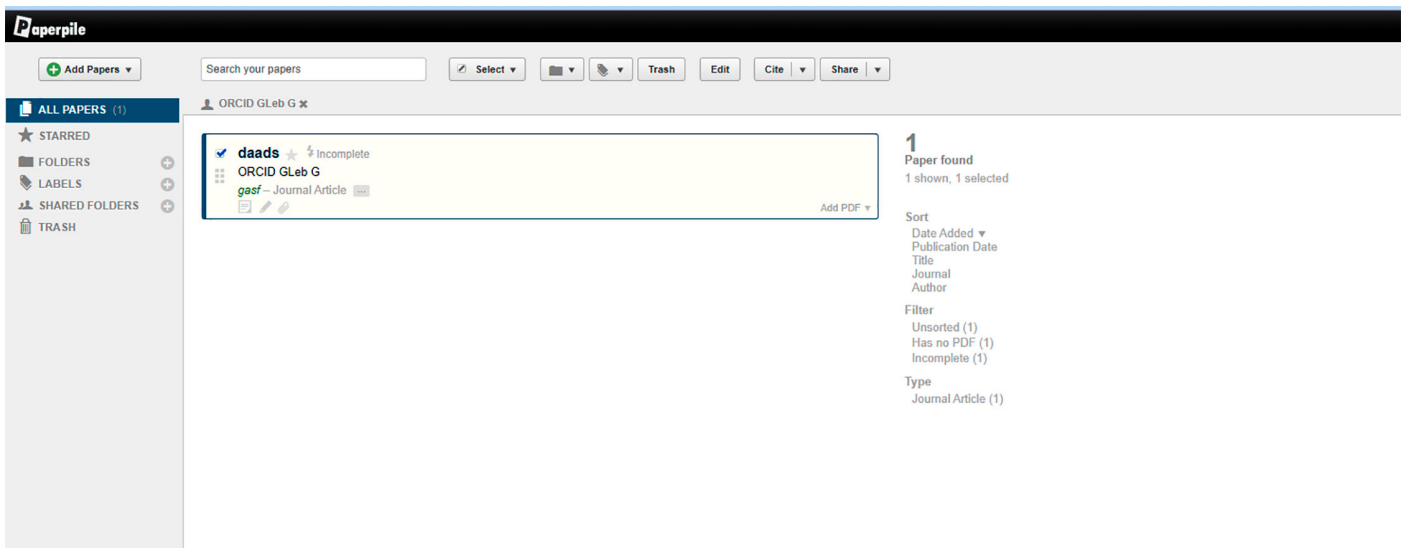 Paperpile
Add Papers
Search your papers
Select
Trash
Edit
Cite
Share
ALL PAPERS (1)
STARRED
FOLDERS
LABELS
SHARED FOLDERS
TRASH
ORCID GLeb G
daads Incomplete
ORCID GLeb G
gasf – Journal Article ...
Add PDF
1
Paper found
1 shown, 1 selected
Sort
Date Added
Publication Date
Title
Journal
Author
Filter
Unsorted (1)
Has no PDF (1)
Incomplete (1)
Type
Journal Article (1)